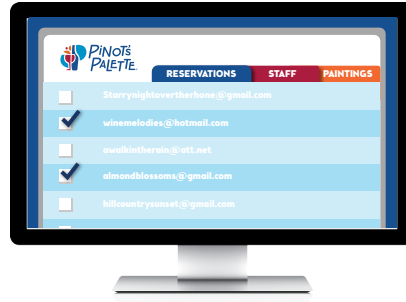 PINOT'S
PALETTE
RESERVATIONS STAFF PAINTINGS
Starrynightovertherhone@gmail.com
winemelodies@hotmail.com
awalkintherain@att.net
almondblossoms@gmail.com
hillcountrysunset@gmail.com